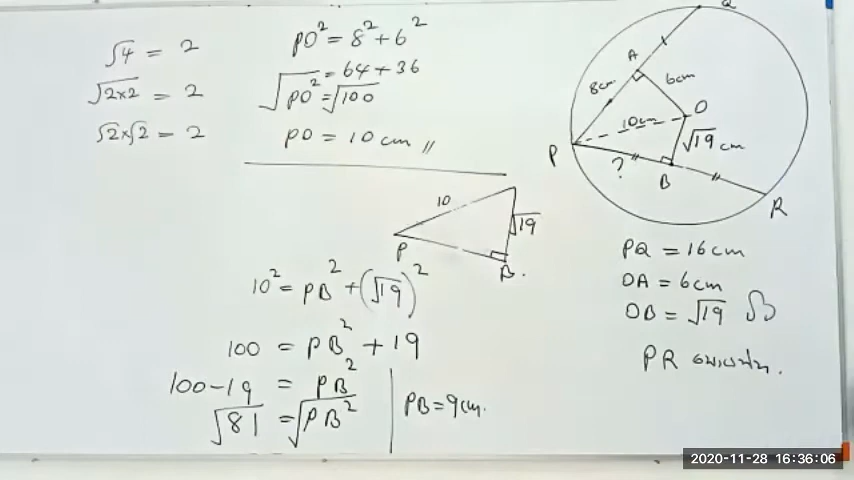 √4 = 2
√2×2 = 2
√2×√2 = 2
PO² = 8² + 6²
= 64 + 36
√PO² = √100
PO = 10 cm //
10
√19
P
B.
10² = PB² + (√19)²
100 = PB² + 19
100 - 19 = PB²
√81 = √PB²
PB = 9cm.
Q
A
8cm
6cm
O
10cm
√19 cm
P
?
B
R
PQ = 16cm
OA = 6cm
OB = √19
PR
2020-11-28 16:36:06